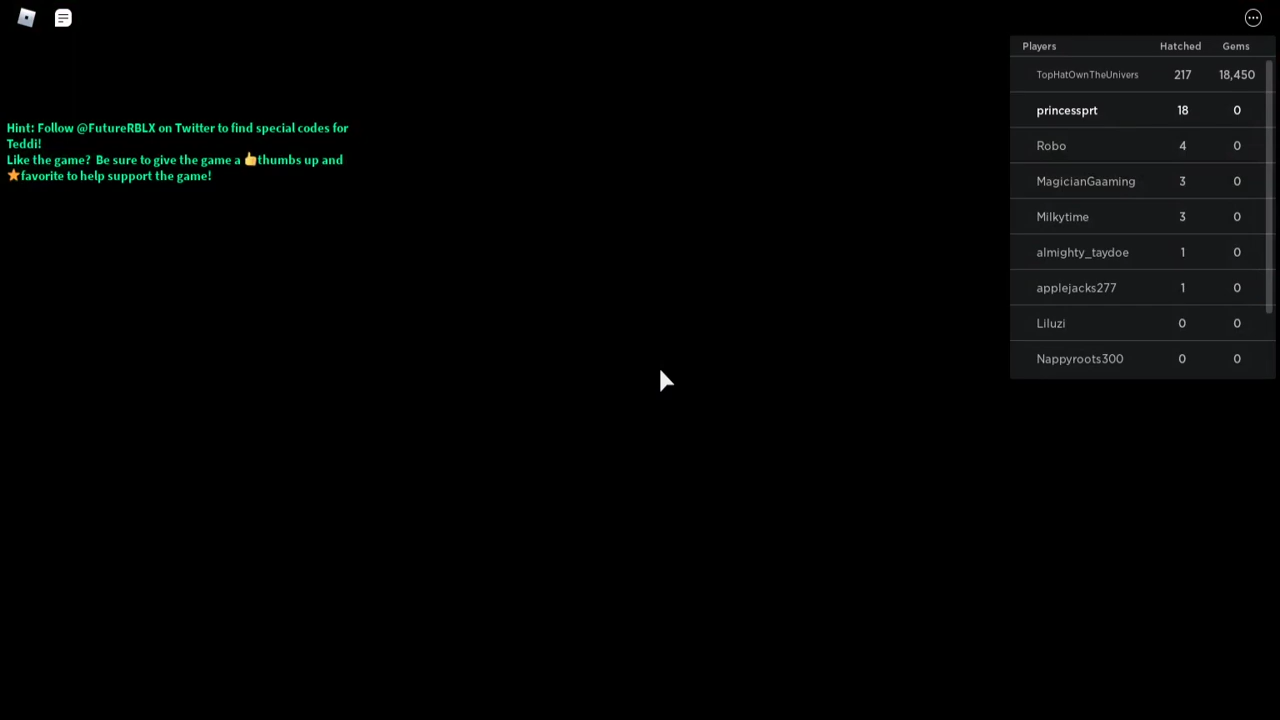 Players Hatched Gems
TopHatOwnTheUnivers 217 18,450
princessprt 18 0
Robo 4 0
MagicianGaaming 3 0
Milkytime 3 0
almighty_taydoe 1 0
applejacks277 1 0
Liluzi 0 0
Nappyroots300 0 0
Hint: Follow @FutureRBLX on Twitter to find special codes for
Teddi!
Like the game? Be sure to give the game a 👍thumbs up and
⭐favorite to help support the game!